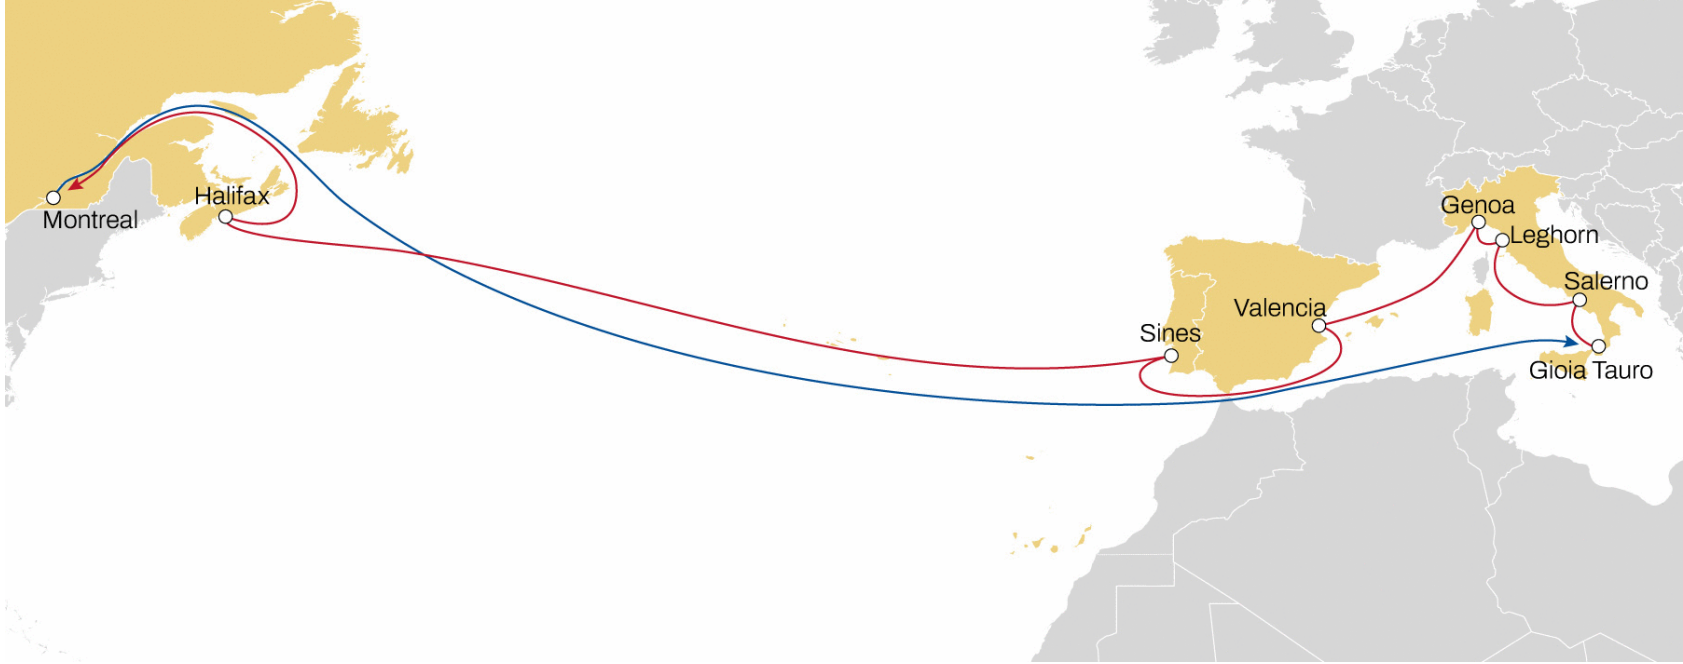 Halifax
Montreal
Genoa
Leghorn
Salerno
Valencia
Sines
Gioia Tauro